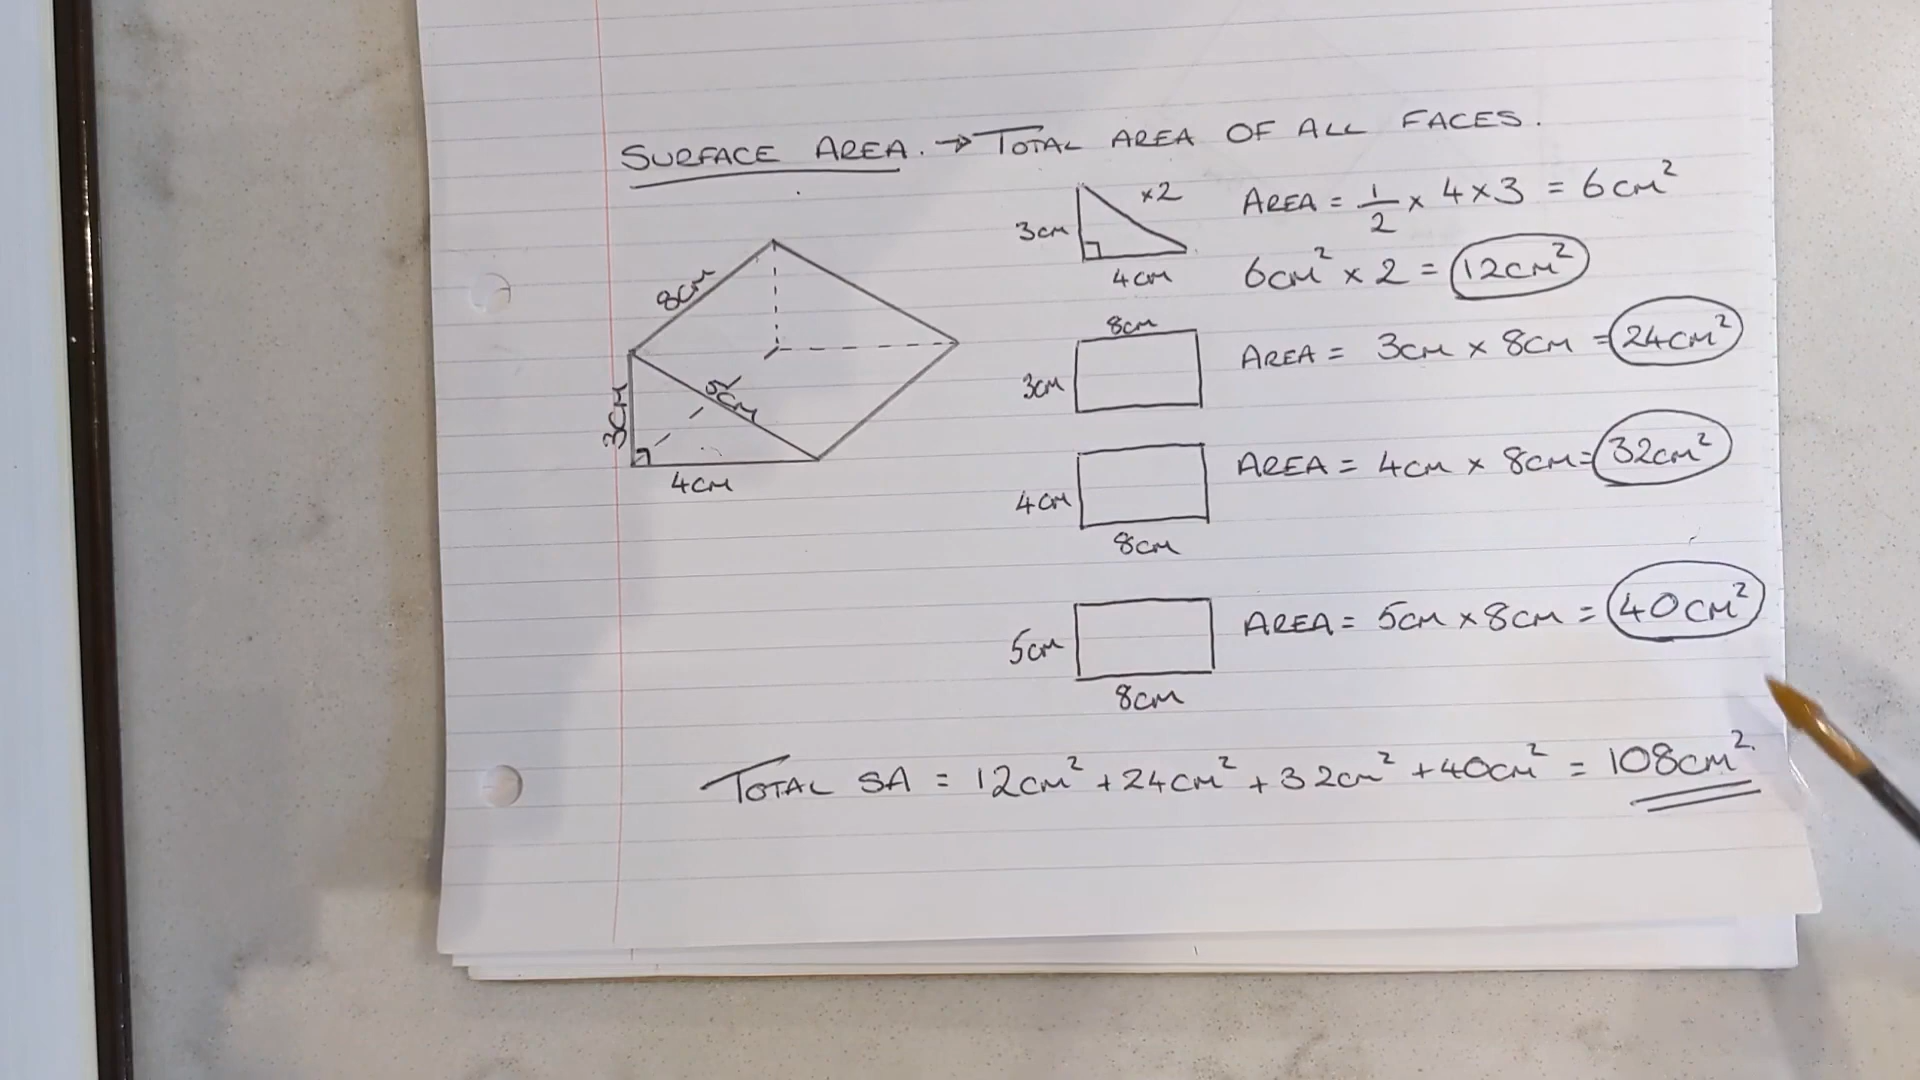 SURFACE AREA. → TOTAL AREA OF ALL FACES.
8cm
3cm
5cm
4cm
3cm
×2
4cm
AREA = 1/2 × 4 × 3 = 6cm²
6cm² × 2 = 12cm²
8cm
3cm
AREA = 3cm × 8cm = 24cm²
4cm
8cm
AREA = 4cm × 8cm = 32cm²
5cm
8cm
AREA = 5cm × 8cm = 40cm²
TOTAL SA = 12cm² + 24cm² + 32cm² + 40cm² = 108cm².